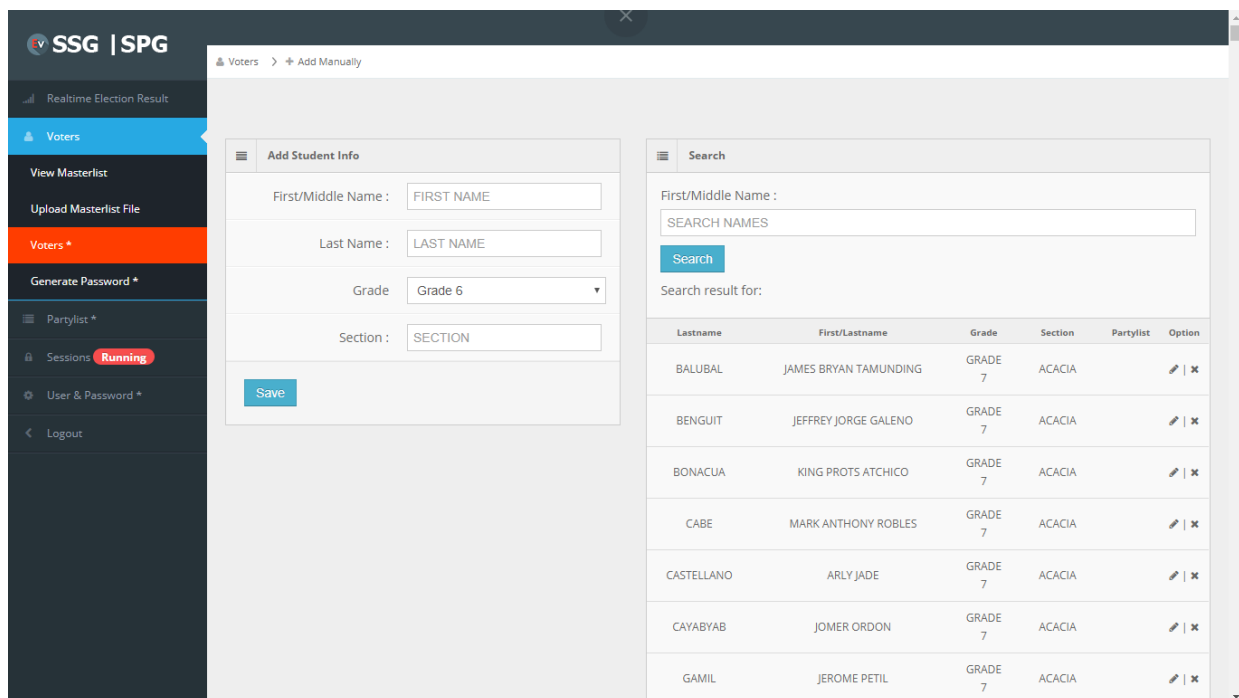 EV SSG |SPG
Realtime Election Result
Voters
View Masterlist
Upload Masterlist File
Voters *
Generate Password *
Partylist *
Sessions Running
User & Password *
Logout
Voters > + Add Manually
Add Student Info
First/Middle Name : FIRST NAME
Last Name : LAST NAME
Grade Grade 6
Section : SECTION
Save
Search
First/Middle Name :
SEARCH NAMES
Search
Search result for:
Lastname First/Lastname Grade Section Partylist Option
BALUBAL JAMES BRYAN TAMUNDING GRADE 7 ACACIA |
BENGUIT JEFFREY JORGE GALENO GRADE 7 ACACIA |
BONACUA KING PROTS ATCHICO GRADE 7 ACACIA |
CABE MARK ANTHONY ROBLES GRADE 7 ACACIA |
CASTELLANO ARLY JADE GRADE 7 ACACIA |
CAYABYAB JOMER ORDON GRADE 7 ACACIA |
GAMIL JEROME PETIL GRADE 7 ACACIA |